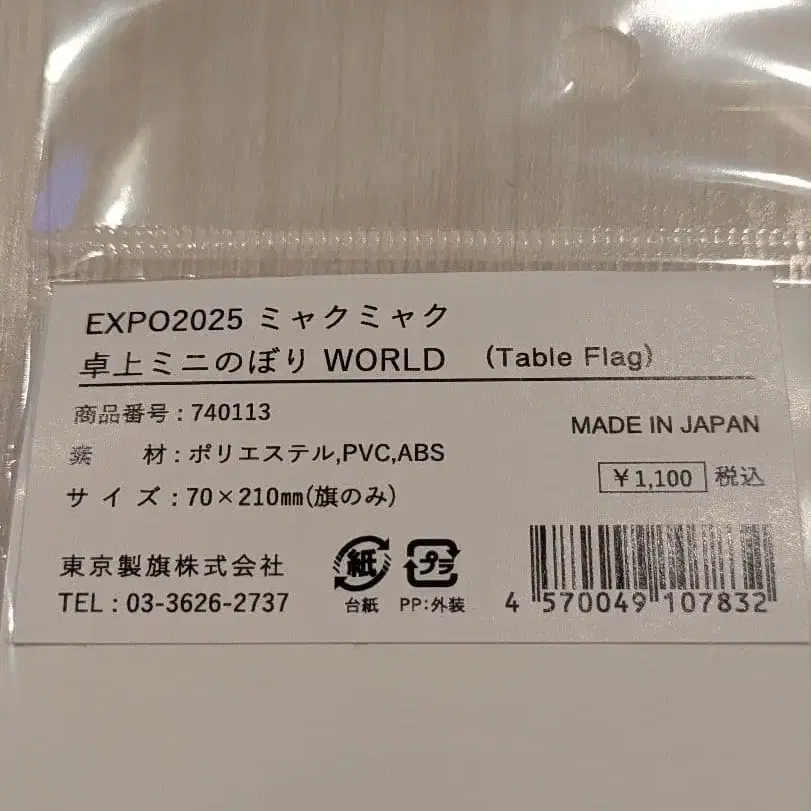 EXPO2025 ミャクミャク
卓上ミニのぼり WORLD (Table Flag)
商品番号：740113
素　材：ポリエステル,PVC,ABS
サイズ：70×210㎜(旗のみ)
MADE IN JAPAN
￥1,100 税込
東京製旗株式会社
TEL：03-3626-2737
紙
台紙
プラ
PP：外装
4 570049 107832